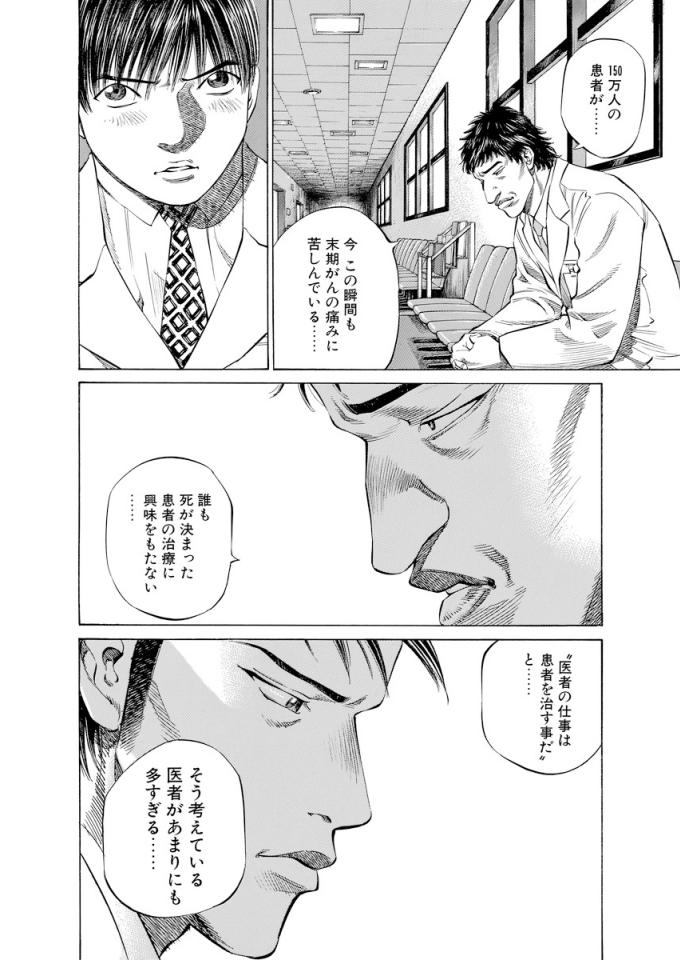 150万人の
患者が……
今 この瞬間も
末期がんの痛みに
苦しんでいる……
誰も
死が決まった
患者の治療に
興味をもたない
……
〝医者の仕事は
患者を治す事だ〟
と……
そう考えている
医者があまりにも
多すぎる……